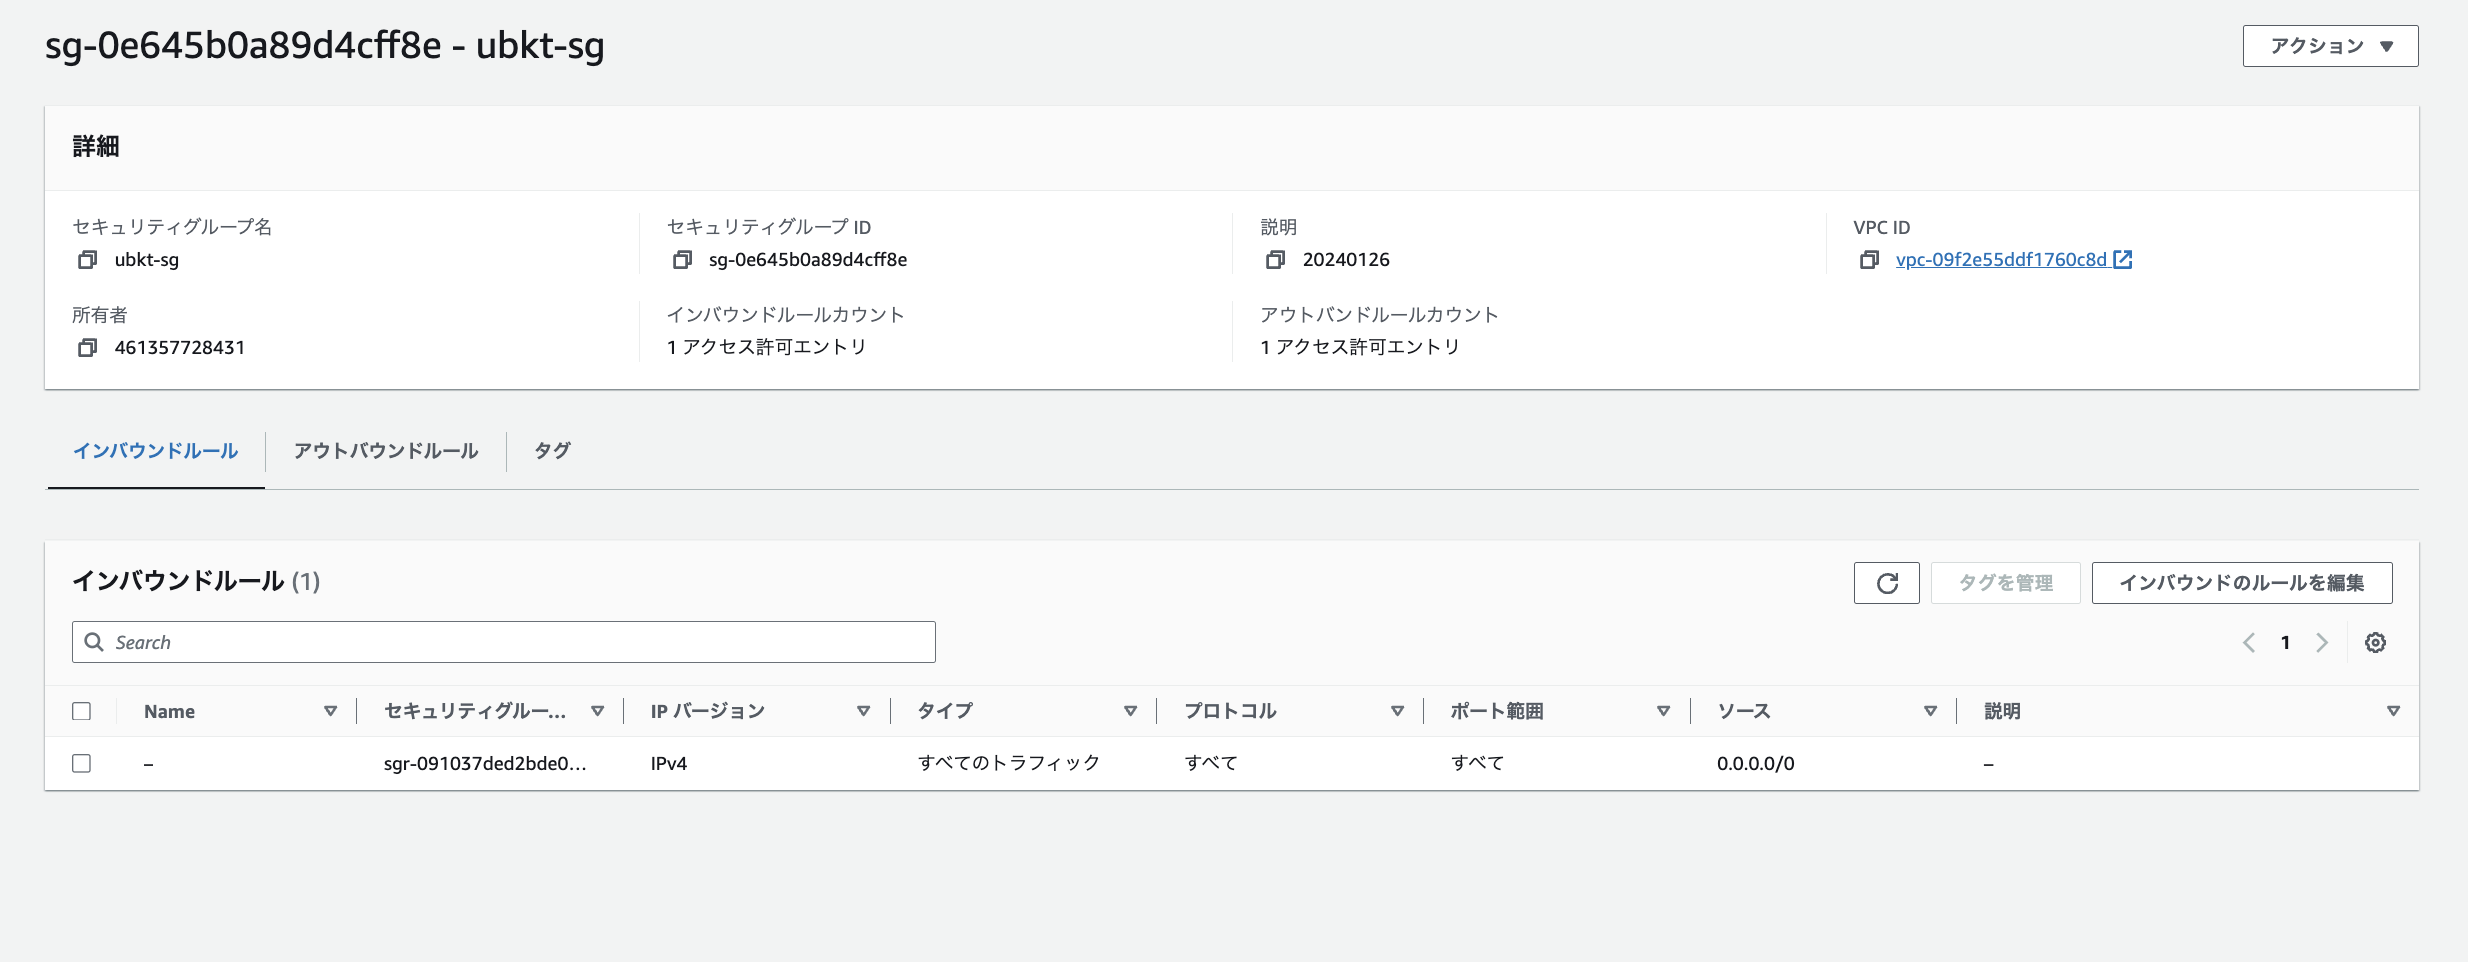 sg-0e645b0a89d4cff8e - ubkt-sg
アクション
詳細
セキュリティグループ名
ubkt-sg
セキュリティグループ ID
sg-0e645b0a89d4cff8e
説明
20240126
VPC ID
vpc-09f2e55ddf1760c8d
所有者
461357728431
インバウンドルールカウント
1 アクセス許可エントリ
アウトバンドルールカウント
1 アクセス許可エントリ
インバウンドルール
アウトバウンドルール
タグ
インバウンドルール (1)
タグを管理
インバウンドのルールを編集
Search
1
Name セキュリティグルー... IP バージョン タイプ プロトコル ポート範囲 ソース 説明
– sgr-091037ded2bde0... IPv4 すべてのトラフィック すべて すべて 0.0.0.0/0 –